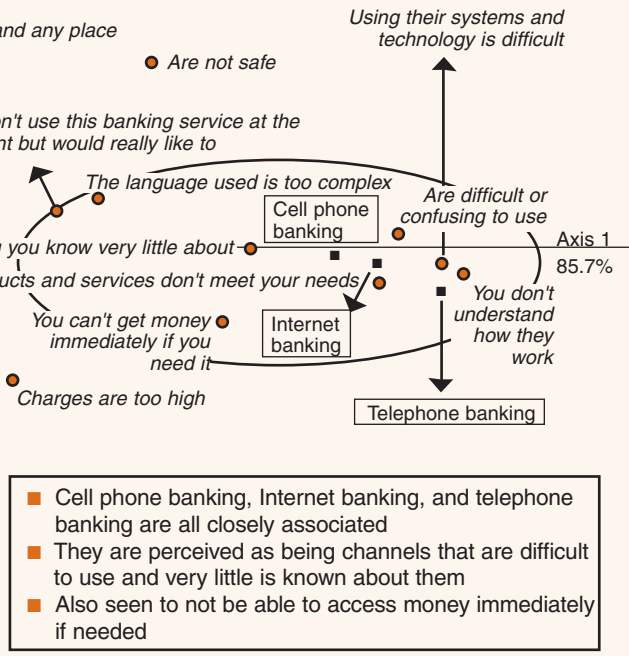 and any place
Using their systems and
technology is difficult
Are not safe
n't use this banking service at the
nt but would really like to
The language used is too complex
Cell phone
banking
Are difficult or
confusing to use
you know very little about
Axis 1
85.7%
ucts and services don't meet your needs
You can't get money
immediately if you
need it
Internet
banking
You don't
understand
how they
work
Charges are too high
Telephone banking
Cell phone banking, Internet banking, and telephone
banking are all closely associated
They are perceived as being channels that are difficult
to use and very little is known about them
Also seen to not be able to access money immediately
if needed